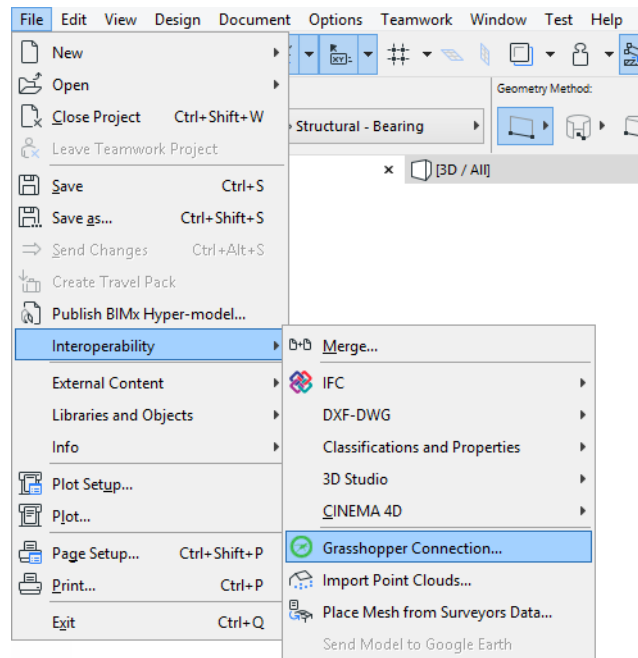 File Edit View Design Document Options Teamwork Window Test Help
New
Open
Close Project Ctrl+Shift+W
Leave Teamwork Project
Save Ctrl+S
Save as... Ctrl+Shift+S
Send Changes Ctrl+Alt+S
Create Travel Pack
Publish BIMx Hyper-model...
Interoperability
External Content
Libraries and Objects
Info
Plot Setup...
Plot...
Page Setup... Ctrl+Shift+P
Print... Ctrl+P
Exit Ctrl+Q
Geometry Method:
Structural - Bearing
[3D / All]
Merge...
IFC
DXF-DWG
Classifications and Properties
3D Studio
CINEMA 4D
Grasshopper Connection...
Import Point Clouds...
Place Mesh from Surveyors Data...
Send Model to Google Earth